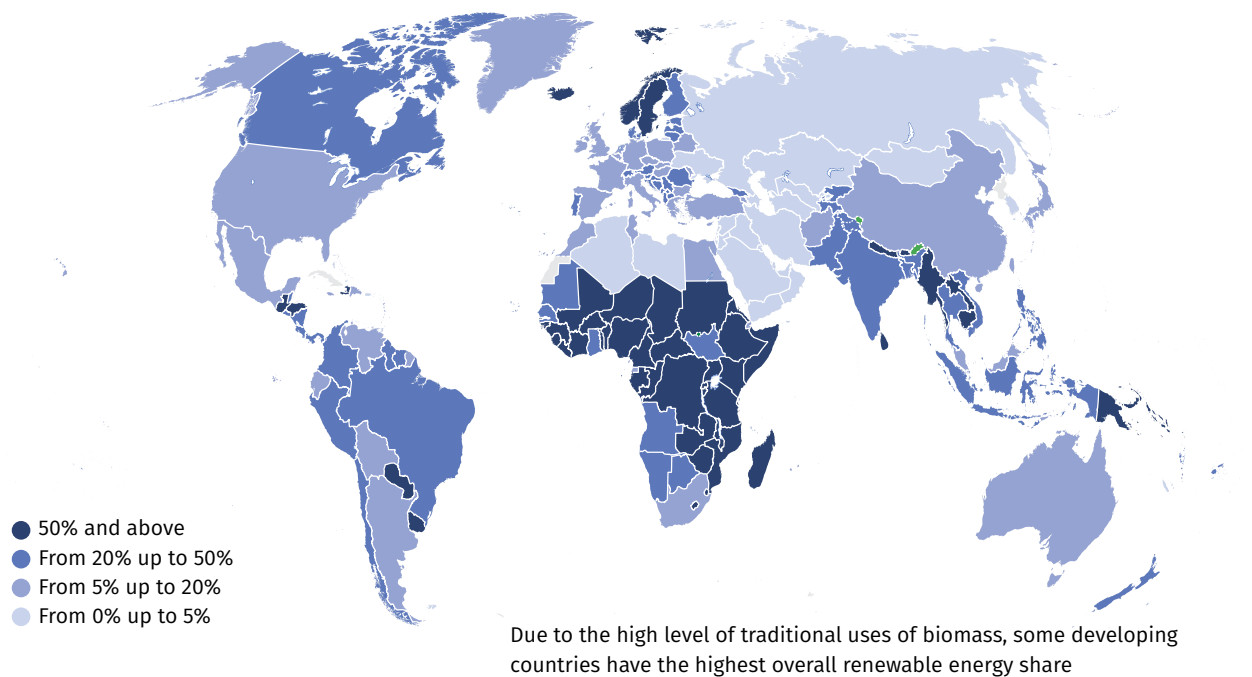 50% and above
From 20% up to 50%
From 5% up to 20%
From 0% up to 5%
Due to the high level of traditional uses of biomass, some developing
countries have the highest overall renewable energy share